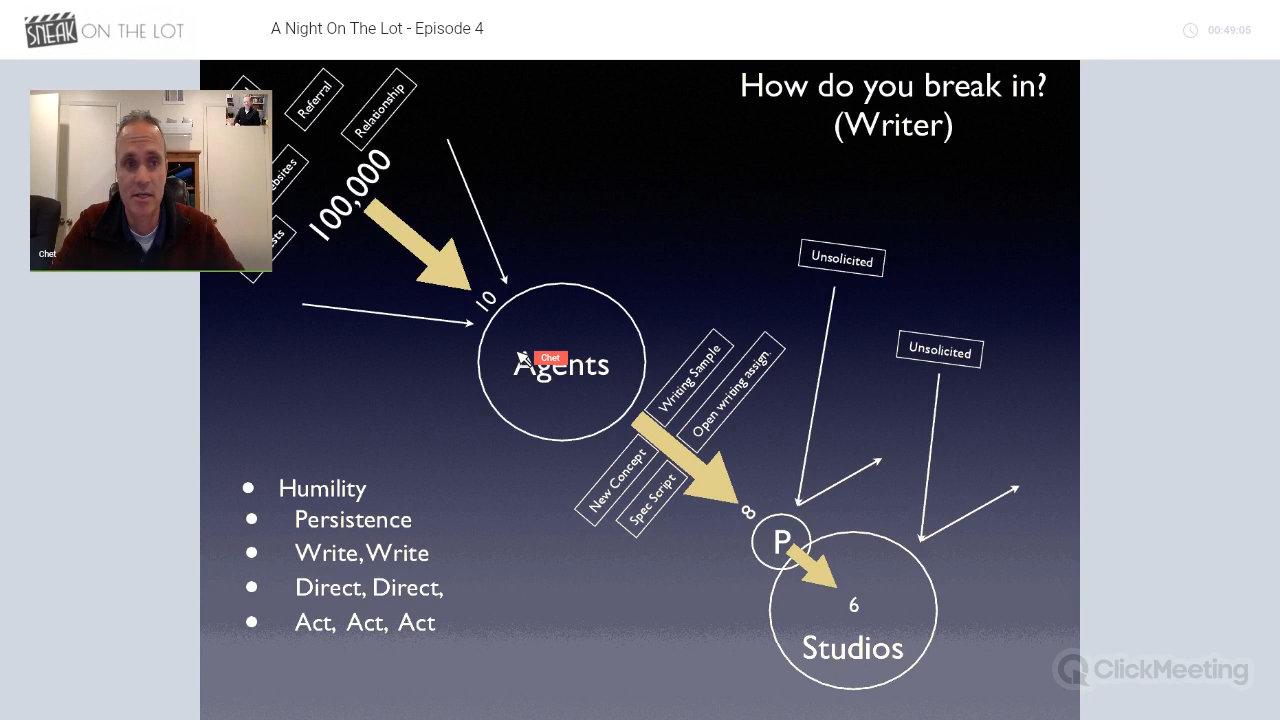 SNEAK ON THE LOT
A Night On The Lot - Episode 4
00:49:05
How do you break in?
(Writer)
Referral
Relationship
100,000
Chet
10
Agents
Chet
Unsolicited
Unsolicited
Writing Sample
Open writing assign.
New Concept
Spec Script
8
P
6
Studios
Humility
Persistence
Write, Write
Direct, Direct,
Act, Act, Act
ClickMeeting